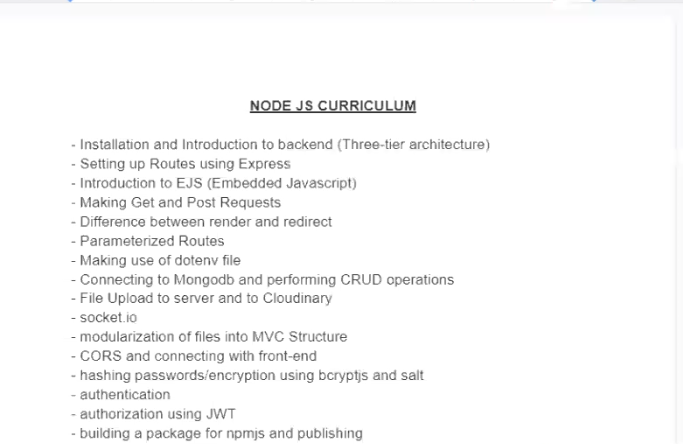 NODE JS CURRICULUM
- Installation and Introduction to backend (Three-tier architecture)
- Setting up Routes using Express
- Introduction to EJS (Embedded Javascript)
- Making Get and Post Requests
- Difference between render and redirect
- Parameterized Routes
- Making use of dotenv file
- Connecting to Mongodb and performing CRUD operations
- File Upload to server and to Cloudinary
- socket.io
- modularization of files into MVC Structure
- CORS and connecting with front-end
- hashing passwords/encryption using bcryptjs and salt
- authentication
- authorization using JWT
- building a package for npmjs and publishing